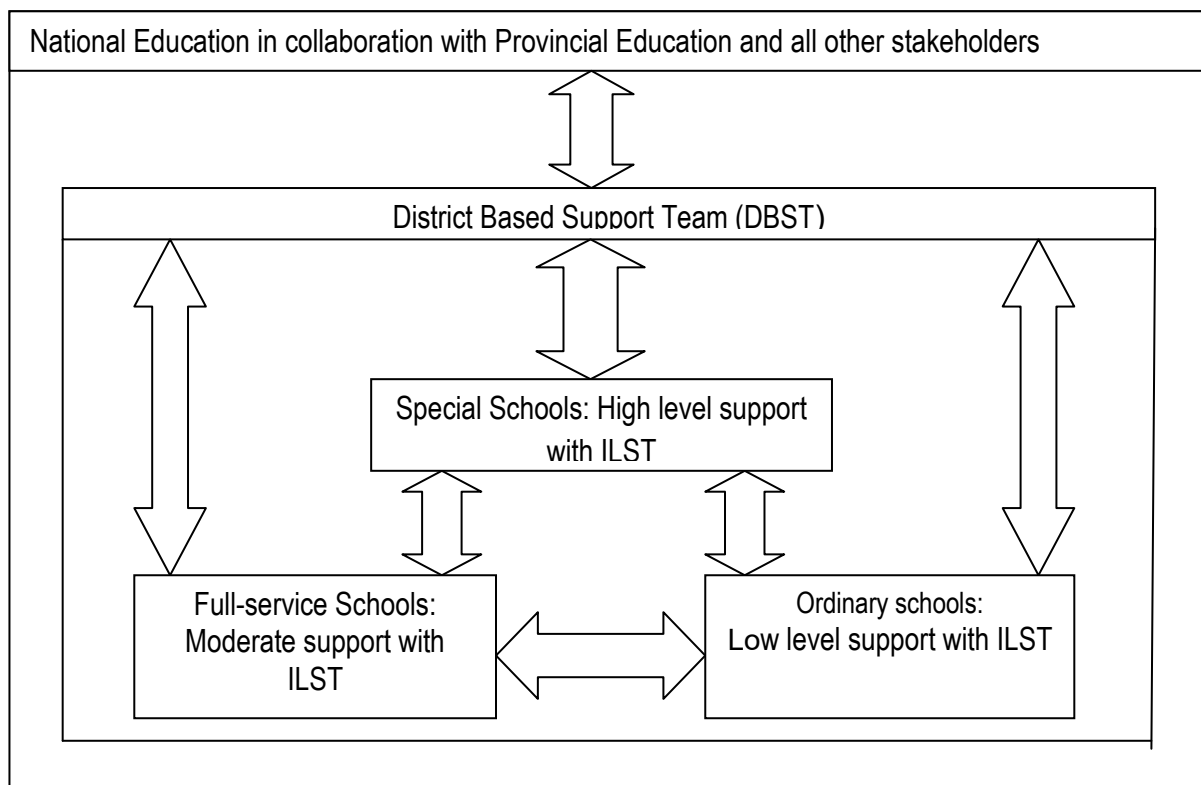 National Education in collaboration with Provincial Education and all other stakeholders
District Based Support Team (DBST)
Special Schools: High level support
with ILST
Full-service Schools:
Moderate support with
ILST
Ordinary schools:
Low level support with ILST